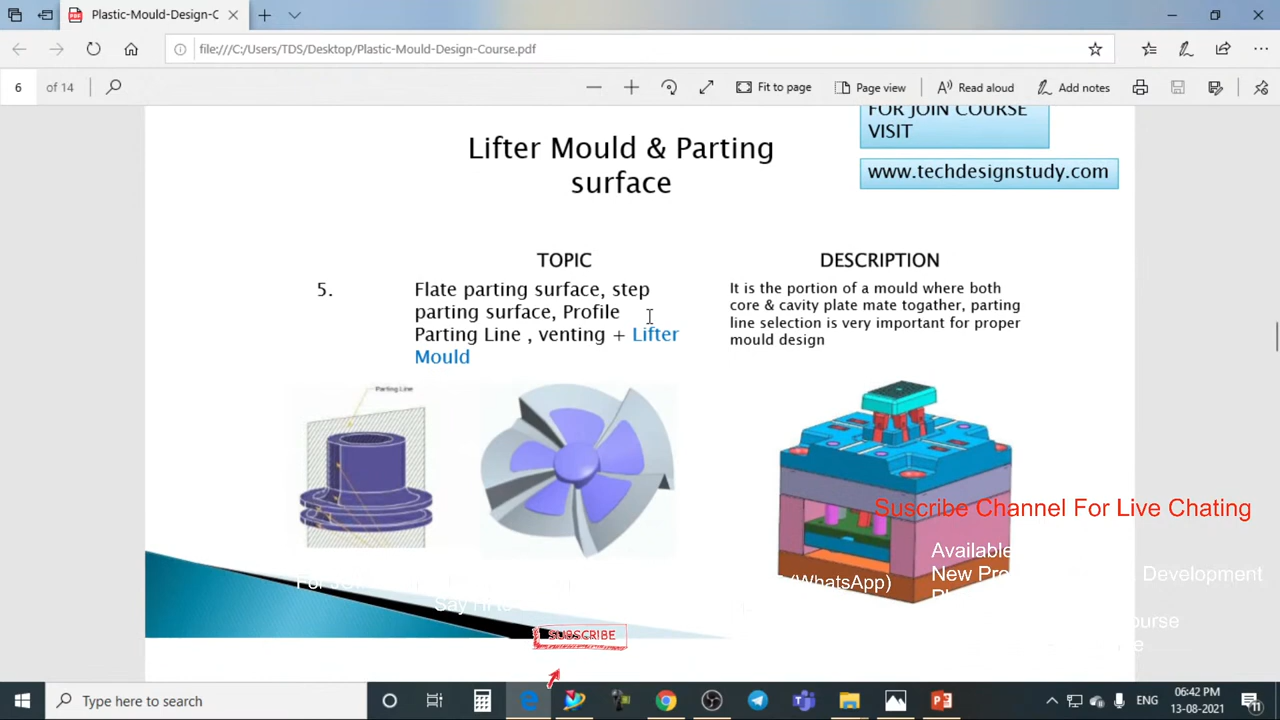 Plastic-Mould-Design-C
file:///C:/Users/TDS/Desktop/Plastic-Mould-Design-Course.pdf
6 of 14
Fit to page
Page view
Read aloud
Add notes
FOR JOIN COURSE
VISIT
www.techdesignstudy.com
Lifter Mould & Parting
surface
TOPIC
DESCRIPTION
5.
Flate parting surface, step
parting surface, Profile
Parting Line , venting + Lifter
Mould
It is the portion of a mould where both
core & cavity plate mate togather, parting
line selection is very important for proper
mould design
Parting Line
Suscribe Channel For Live Chating
Available
New Development
(WhatsApp)
Say
SUBSCRIBE
Type here to search
ENG
06:42 PM
13-08-2021
11